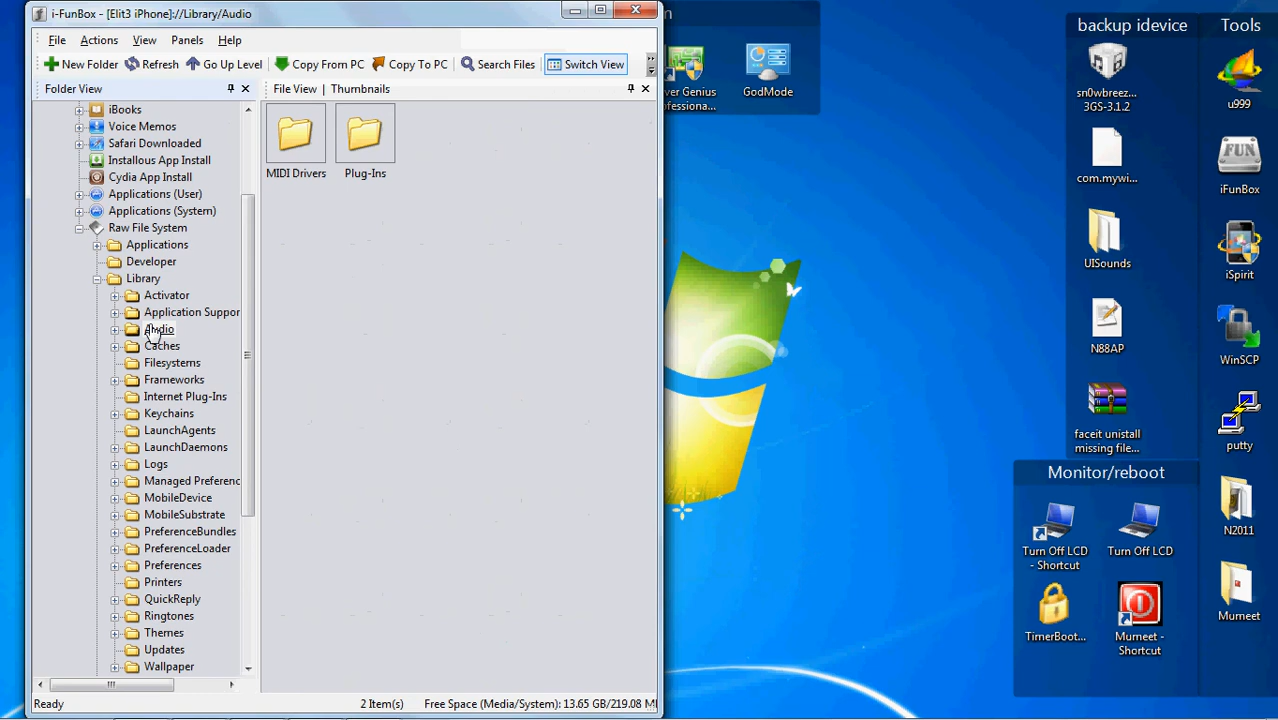 i-FunBox - [Elit3 iPhone]://Library/Audio
File Actions View Panels Help
New Folder Refresh Go Up Level Copy From PC Copy To PC Search Files Switch View
Folder View
File View | Thumbnails
iBooks
Voice Memos
Safari Downloaded
Installous App Install
Cydia App Install
Applications (User)
Applications (System)
Raw File System
Applications
Developer
Library
Activator
Application Suppor
Audio
Caches
Filesystems
Frameworks
Internet Plug-Ins
Keychains
LaunchAgents
LaunchDaemons
Logs
Managed Preferenc
MobileDevice
MobileSubstrate
PreferenceBundles
PreferenceLoader
Preferences
Printers
QuickReply
Ringtones
Themes
Updates
Wallpaper
MIDI Drivers
Plug-Ins
Ready
2 Item(s)
Free Space (Media/System): 13.65 GB/219.08 M
ver Genius
ofessiona...
GodMode
backup idevice
sn0wbreez...
3GS-3.1.2
com.mywi...
UISounds
N88AP
faceit unistall
missing file...
Tools
u999
FUN
iFunBox
iSpirit
WinSCP
putty
N2011
Mumeet
Monitor/reboot
Turn Off LCD
- Shortcut
Turn Off LCD
TimerBoot...
Mumeet -
Shortcut